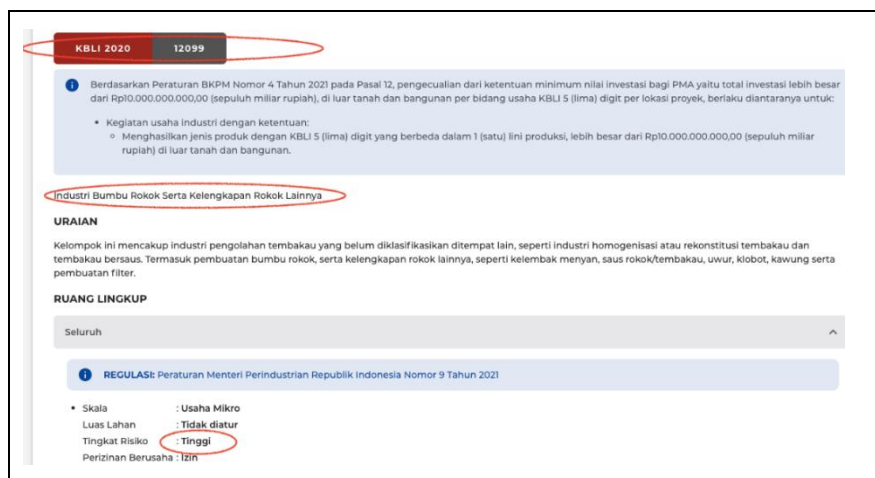 KBLI 2020 12099
Berdasarkan Peraturan BKPM Nomor 4 Tahun 2021 pada Pasal 12, pengecualian dari ketentuan minimum nilai investasi bagi PMA yaitu total investasi lebih besar
dari Rp10.000.000.000,00 (sepuluh miliar rupiah), di luar tanah dan bangunan per bidang usaha KBLI 5 (lima) digit per lokasi proyek, berlaku diantaranya untuk:
• Kegiatan usaha industri dengan ketentuan:
○ Menghasilkan jenis produk dengan KBLI 5 (lima) digit yang berbeda dalam 1 (satu) lini produksi, lebih besar dari Rp10.000.000.000,00 (sepuluh miliar
rupiah) di luar tanah dan bangunan.
Industri Bumbu Rokok Serta Kelengkapan Rokok Lainnya
URAIAN
Kelompok ini mencakup industri pengolahan tembakau yang belum diklasifikasikan ditempat lain, seperti industri homogenisasi atau rekonstitusi tembakau dan
tembakau bersaus. Termasuk pembuatan bumbu rokok, serta kelengkapan rokok lainnya, seperti kelembak menyan, saus rokok/tembakau, uwur, klobot, kawung serta
pembuatan filter.
RUANG LINGKUP
Seluruh
REGULASI: Peraturan Menteri Perindustrian Republik Indonesia Nomor 9 Tahun 2021
• Skala : Usaha Mikro
Luas Lahan : Tidak diatur
Tingkat Risiko : Tinggi
Perizinan Berusaha : Izin